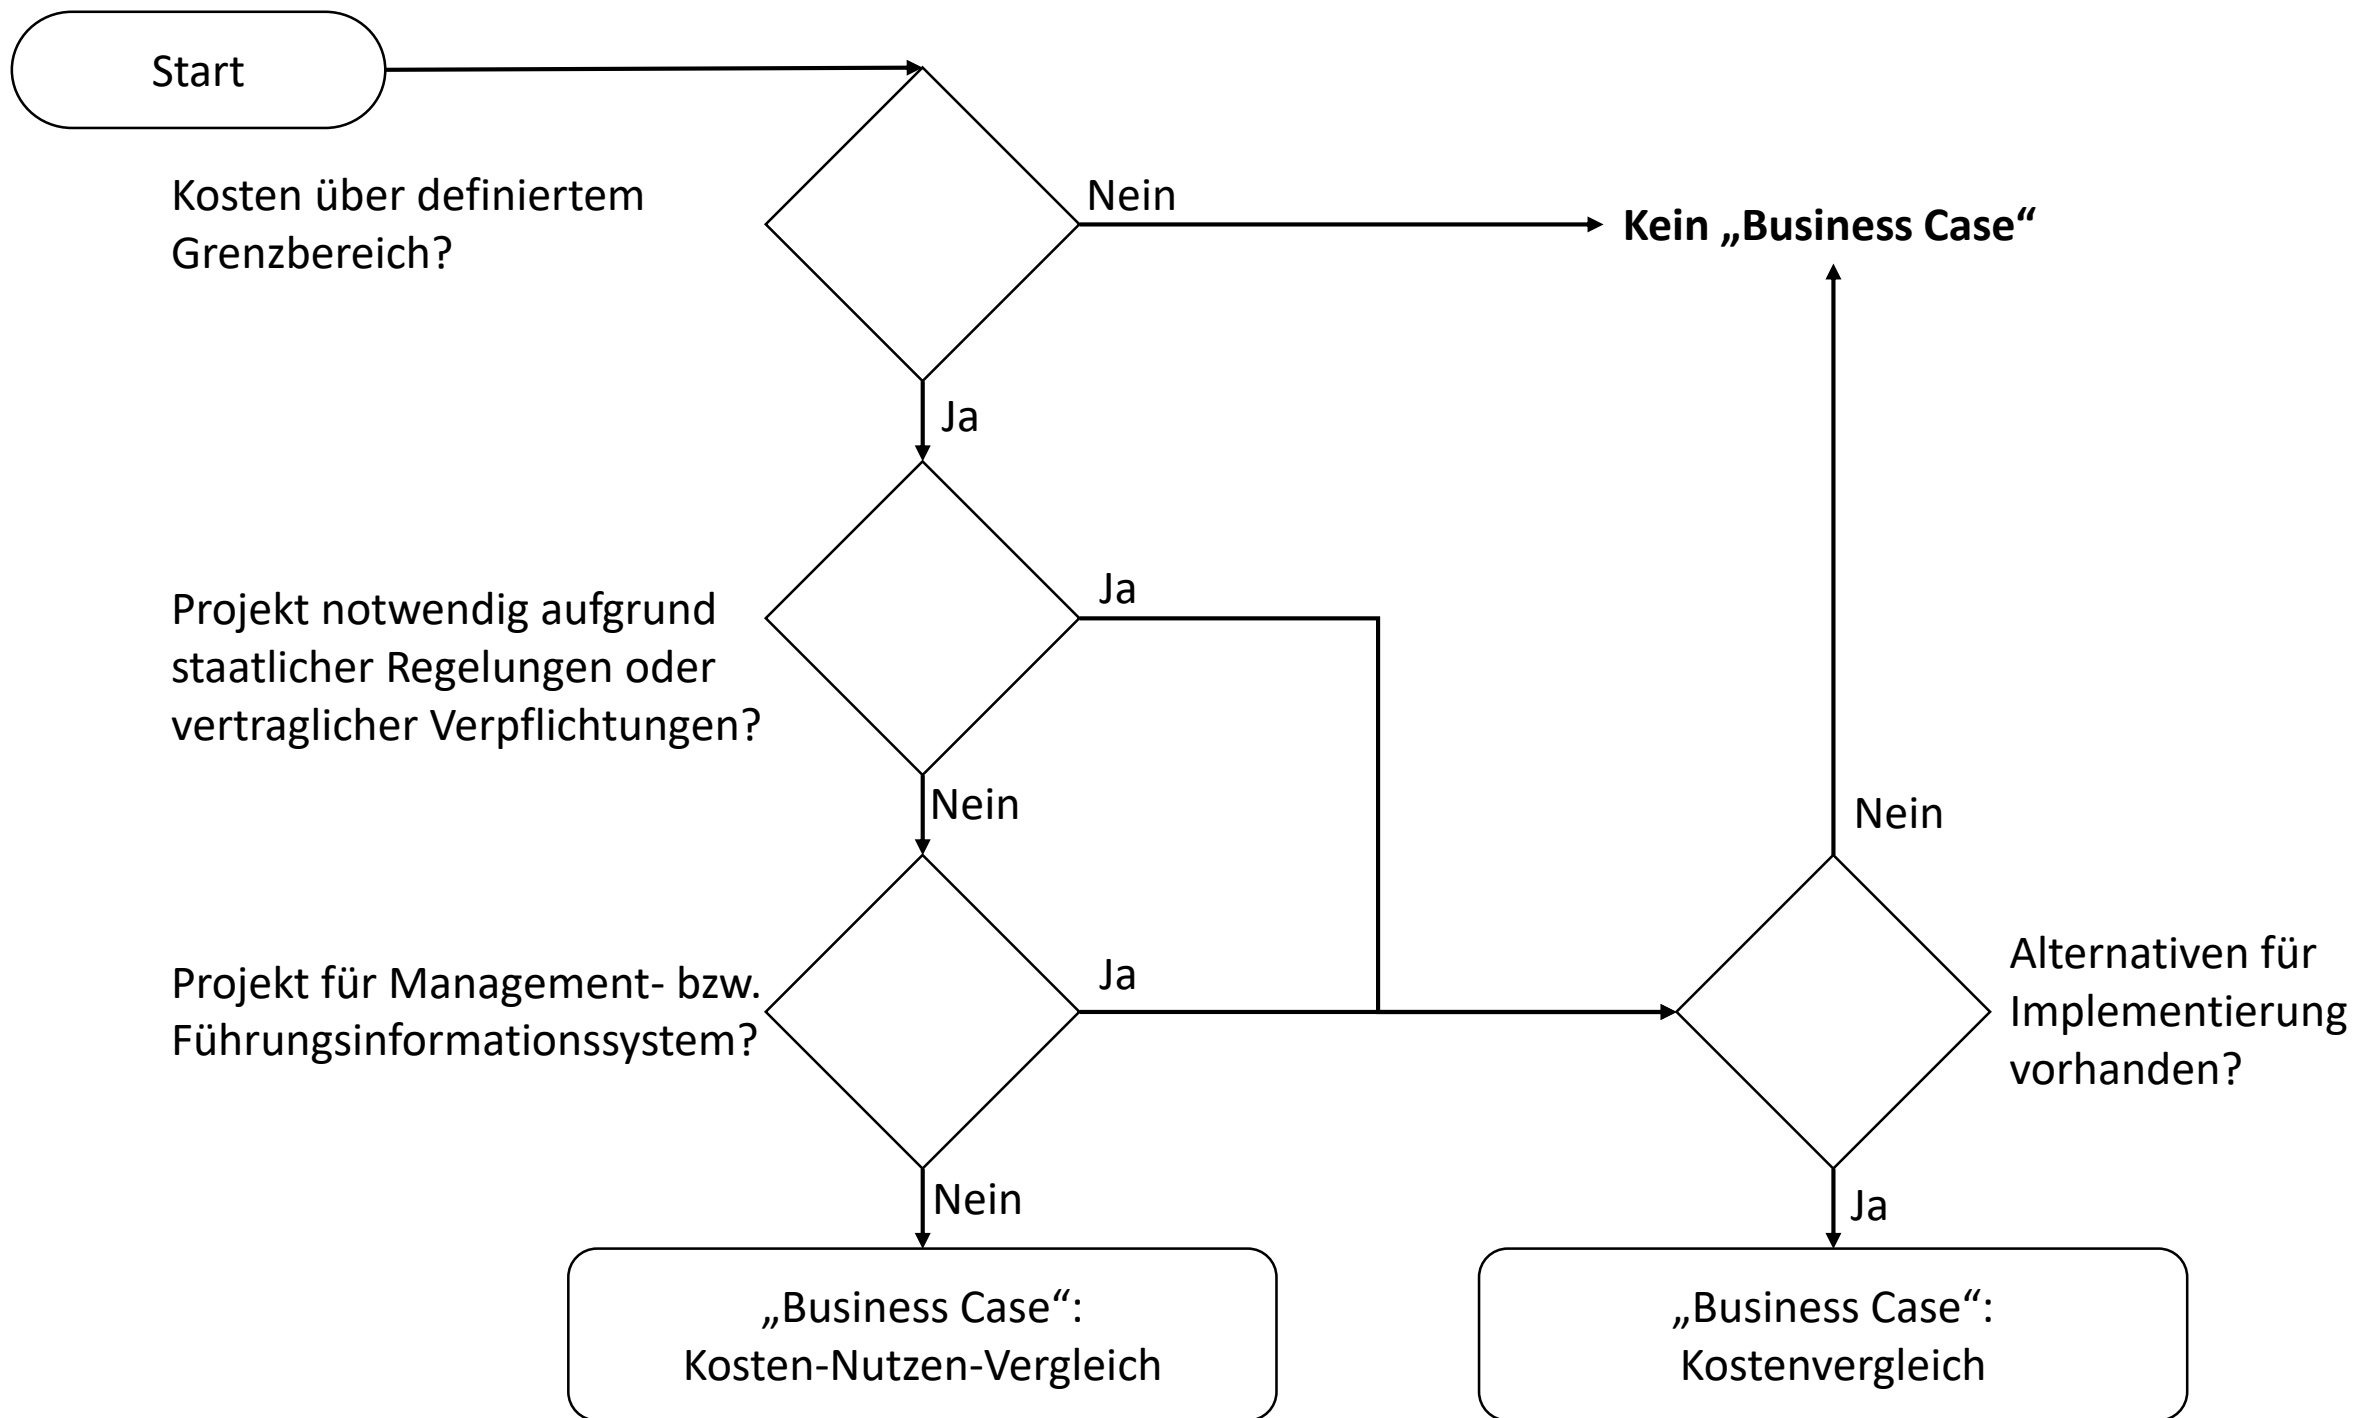 Start
Kosten über definiertem
Grenzbereich?
Nein
Kein „Business Case“
Ja
Projekt notwendig aufgrund
staatlicher Regelungen oder
vertraglicher Verpflichtungen?
Ja
Nein
Nein
Projekt für Management- bzw.
Führungsinformationssystem?
Ja
Alternativen für
Implementierung
vorhanden?
Nein
Ja
„Business Case“:
Kosten-Nutzen-Vergleich
„Business Case“:
Kostenvergleich